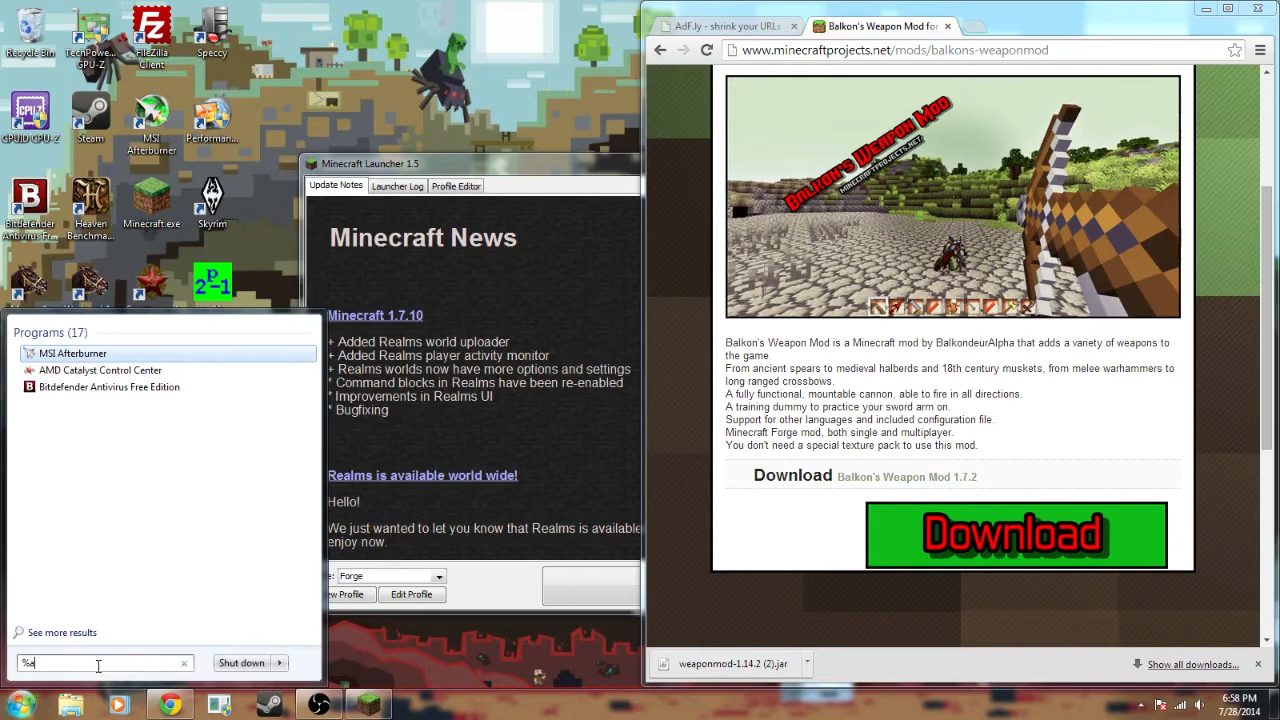 Recycle Bin
TechPowe...
GPU-Z
FileZilla
Client
Speccy
CPUID CPU-Z
Steam
MSI
Afterburner
Performan...
Bitdefender
Antivirus Fr...
Heaven
Benchma...
Minecraft.exe
Skyrim
Programs (17)
MSI Afterburner
AMD Catalyst Control Center
Bitdefender Antivirus Free Edition
See more results
%a
Shut down
Minecraft Launcher 1.5
Update Notes
Launcher Log
Profile Editor
Minecraft News
Minecraft 1.7.10
+ Added Realms world uploader
+ Added Realms player activity monitor
+ Realms worlds now have more options and settings
* Command blocks in Realms have been re-enabled
* Improvements in Realms UI
* Bugfixing
Realms is available world wide!
Hello!
We just wanted to let you know that Realms is available
enjoy now.
Forge
Edit Profile
AdF.ly - shrink your URLs
Balkon's Weapon Mod for
www.minecraftprojects.net/mods/balkons-weaponmod
Balkon's Weapon Mod
minecraftprojects.net
Balkon's Weapon Mod is a Minecraft mod by BalkondeurAlpha that adds a variety of weapons to
the game.
From ancient spears to medieval halberds and 18th century muskets, from melee warhammers to
long ranged crossbows.
A fully functional, mountable cannon, able to fire in all directions.
A training dummy to practice your sword arm on.
Support for other languages and included configuration file.
Minecraft Forge mod, both single and multiplayer.
You don't need a special texture pack to use this mod.
Download Balkon's Weapon Mod 1.7.2
Download
weaponmod-1.14.2 (2).jar
Show all downloads...
6:58 PM
7/28/2014